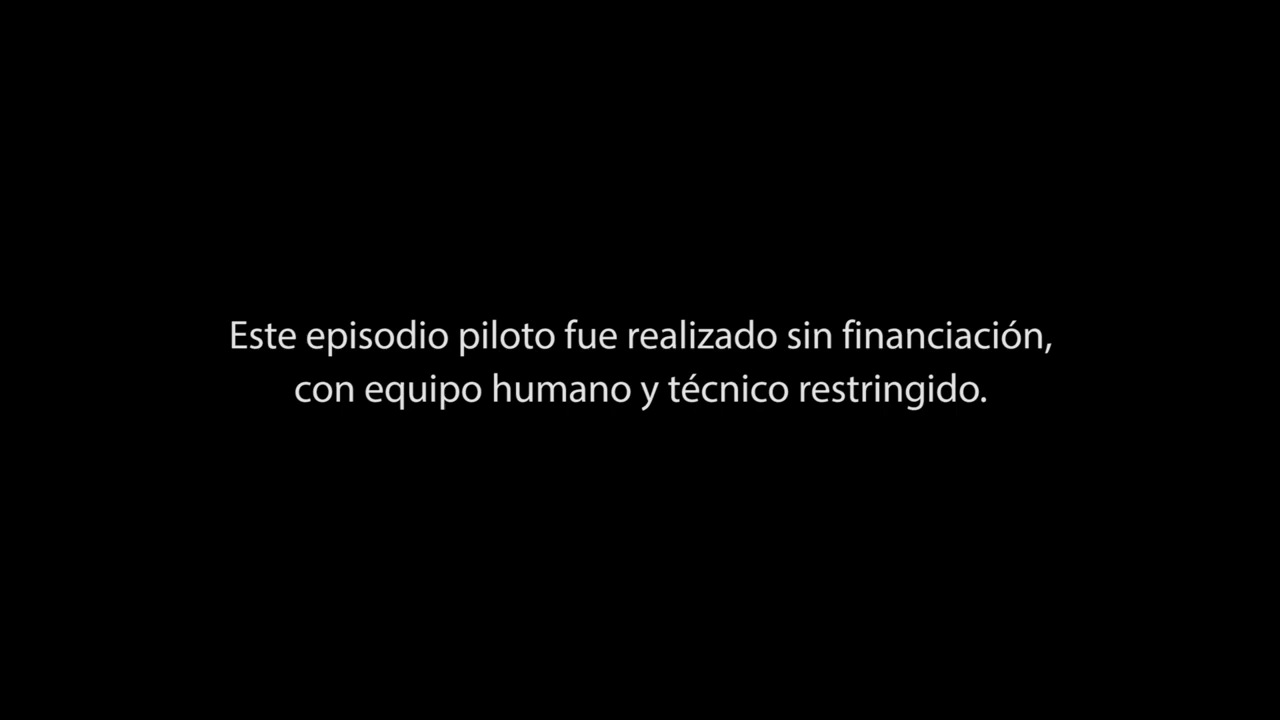 Este episodio piloto fue realizado sin financiación,
con equipo humano y técnico restringido.